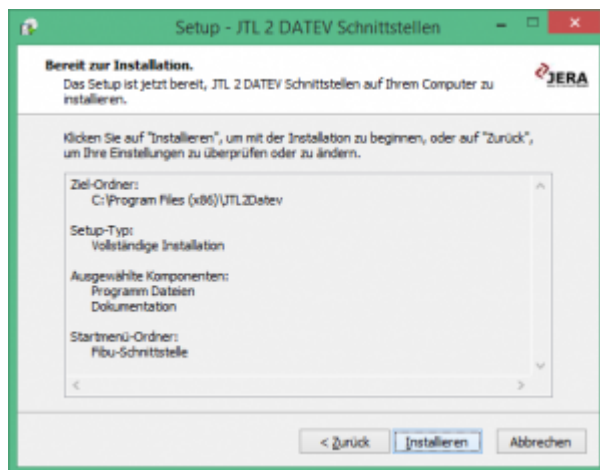 Setup - JTL 2 DATEV Schnittstellen
Bereit zur Installation.
Das Setup ist jetzt bereit, JTL 2 DATEV Schnittstellen auf Ihrem Computer zu
installieren.
JERA
Klicken Sie auf "Installieren", um mit der Installation zu beginnen, oder auf "Zurück",
um Ihre Einstellungen zu überprüfen oder zu ändern.
Ziel-Ordner:
C:\Program Files (x86)\JTL2Datev
Setup-Typ:
Vollständige Installation
Ausgewählte Komponenten:
Programm Dateien
Dokumentation
Startmenü-Ordner:
Fibu-Schnittstelle
< Zurück
Installieren
Abbrechen